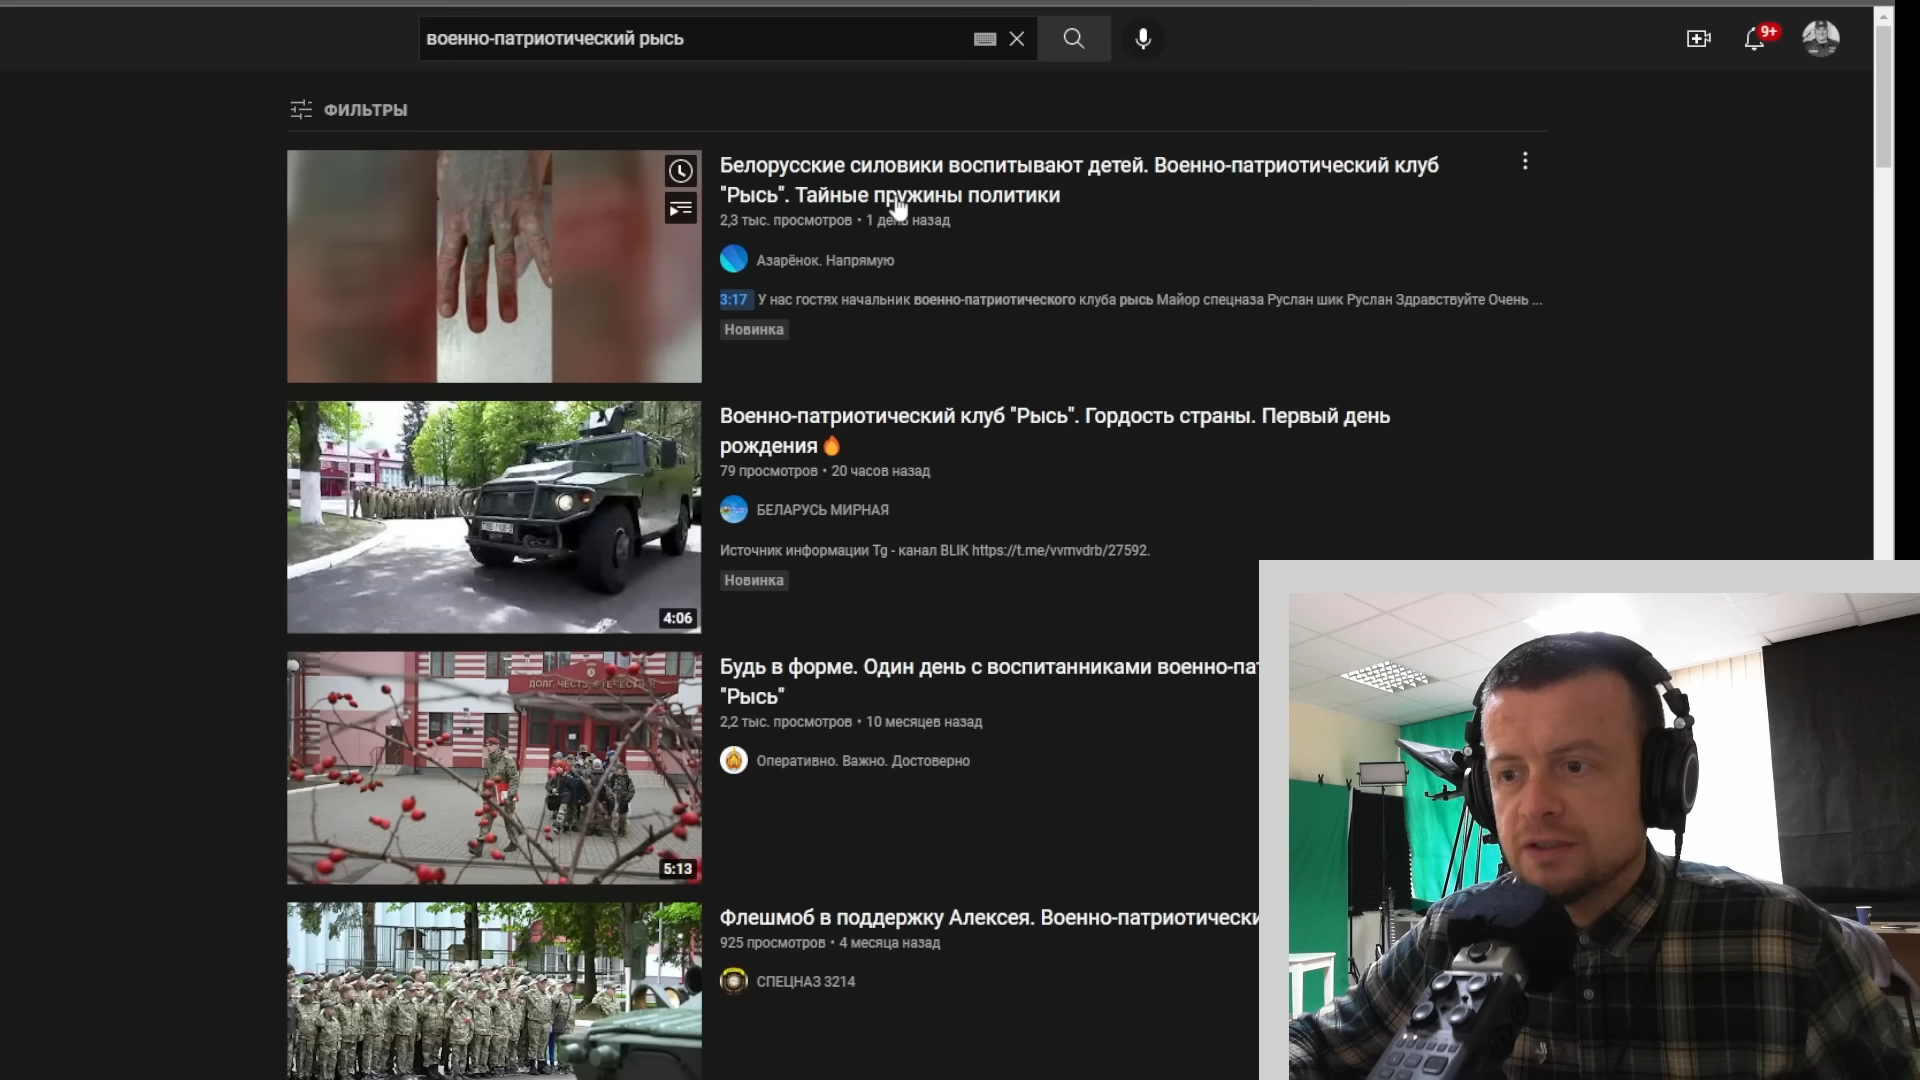 военно-патриотический рысь
9+
ФИЛЬТРЫ
Белорусские силовики воспитывают детей. Военно-патриотический клуб
"Рысь". Тайные пружины политики
2,3 тыс. просмотров • 1 день назад
Азарёнок. Напрямую
3:17 У нас гостях начальник военно-патриотического клуба рысь Майор спецназа Руслан шик Руслан Здравствуйте Очень ...
Новинка
4:06
Военно-патриотический клуб "Рысь". Гордость страны. Первый день
рождения🔥
79 просмотров • 20 часов назад
БЕЛАРУСЬ МИРНАЯ
Источник информации Tg - канал BLIK https://t.me/vvmvdrb/27592.
Новинка
ДОЛГ, ЧЕСТЬ, ОТЕЧЕСТВО
5:13
Будь в форме. Один день с воспитанниками военно-пат
"Рысь"
2,2 тыс. просмотров • 10 месяцев назад
Оперативно. Важно. Достоверно
Флешмоб в поддержку Алексея. Военно-патриотически
925 просмотров • 4 месяца назад
СПЕЦНАЗ 3214